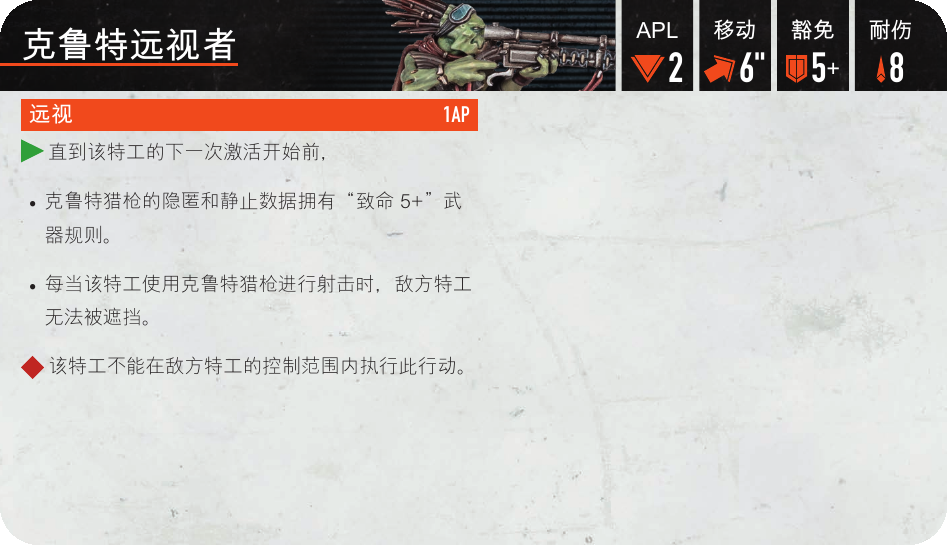 克鲁特远视者
APL
2
移动
6"
豁免
5+
耐伤
8
远视 1AP
直到该特工的下一次激活开始前，
• 克鲁特猎枪的隐匿和静止数据拥有“致命 5+”武
器规则。
• 每当该特工使用克鲁特猎枪进行射击时，敌方特工
无法被遮挡。
该特工不能在敌方特工的控制范围内执行此行动。